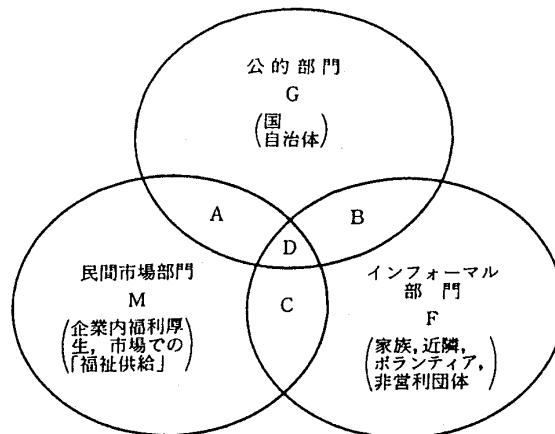 公的部門
G
(国
自治体)
A
B
D
民間市場部門
M
(企業内福利厚
生,市場での
「福祉供給」)
C
インフォーマル
部門
F
(家族,近隣,
ボランティア,
非営利団体)